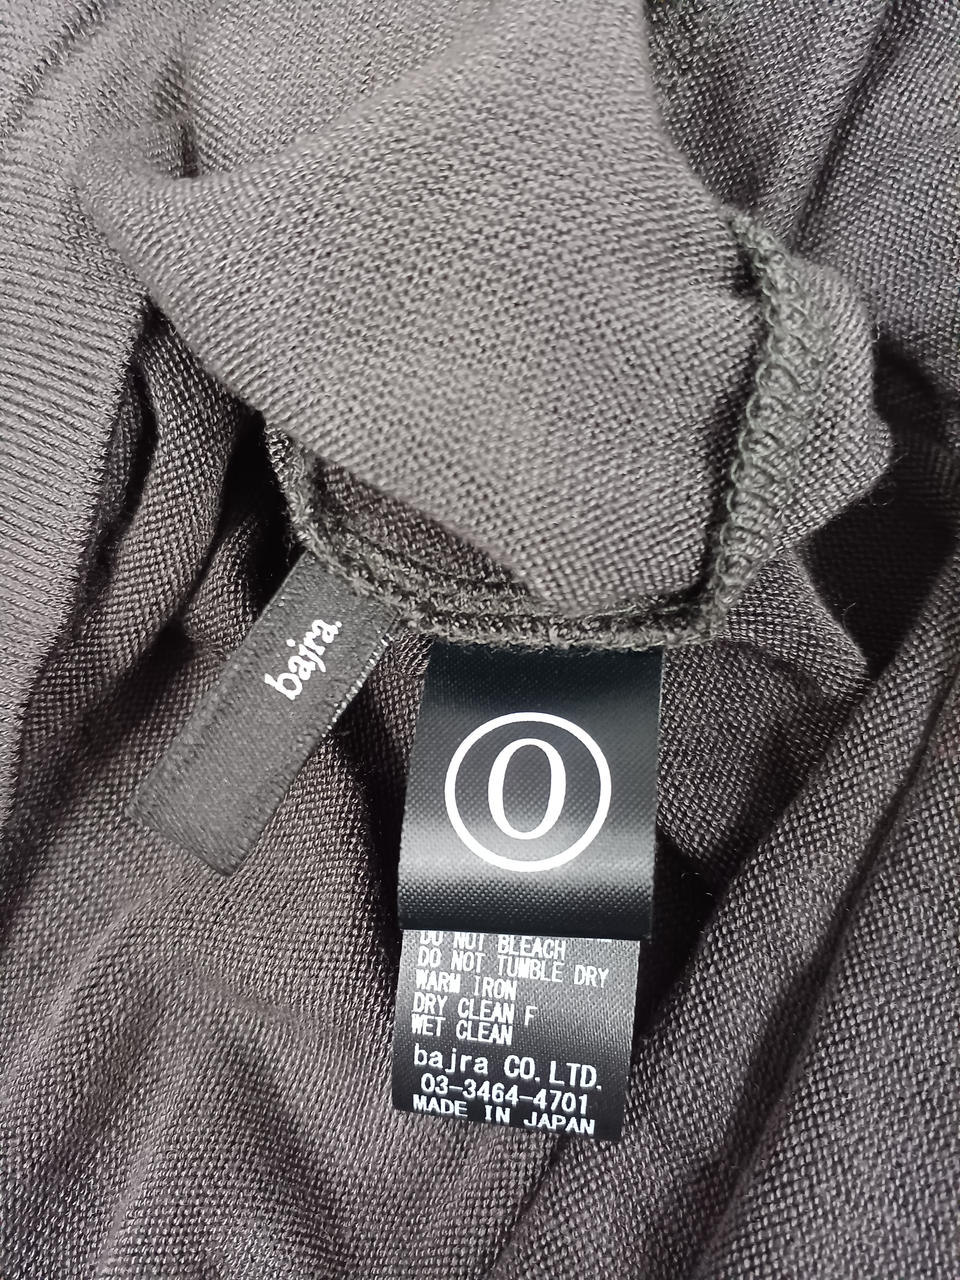 bajra.
0
DO NOT BLEACH
DO NOT TUMBLE DRY
WARM IRON
DRY CLEAN F
WET CLEAN
bajra CO.LTD.
03-3464-4701
MADE IN JAPAN